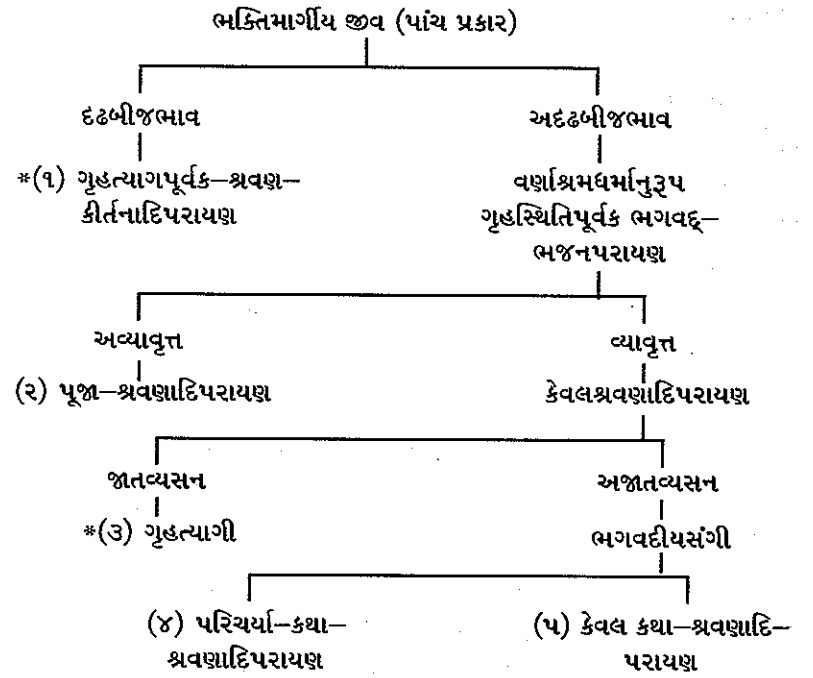 ભક્તિમાર્ગીય જીવ (પાંચ પ્રકાર)
દઢબીજભાવ
અદઢબીજભાવ
*(૧) ગૃહત્યાગપૂર્વક–શ્રવણ–
કીર્તનાદિપરાયણ
વર્ણાશ્રમધર્માનુરૂપ
ગૃહસ્થિતિપૂર્વક ભગવદ્–
ભજનપરાયણ
અવ્યાવૃત્ત
વ્યાવૃત્ત
(૨) પૂજા–શ્રવણાદિપરાયણ
કેવલશ્રવણાદિપરાયણ
જાતવ્યસન
અજાતવ્યસન
*(૩) ગૃહત્યાગી
ભગવદીયસંગી
(૪) પરિચર્યા–કથા–
શ્રવણાદિપરાયણ
(૫) કેવલ કથા–શ્રવણાદિ–
પરાયણ